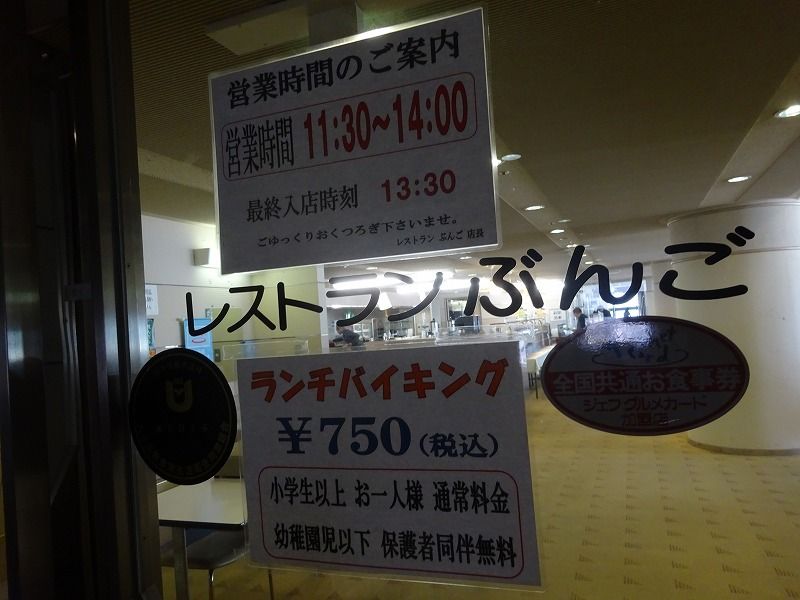 営業時間のご案内
営業時間 11:30~14:00
最終入店時刻 13:30
ごゆっくりおくつろぎ下さいませ。
レストラン ぶんご 店長
レストランぶんご
ランチバイキング
¥750(税込)
小学生以上 お一人様 通常料金
幼稚園児以下 保護者同伴無料
全国共通お食事券
ジェフグルメカード
加盟店